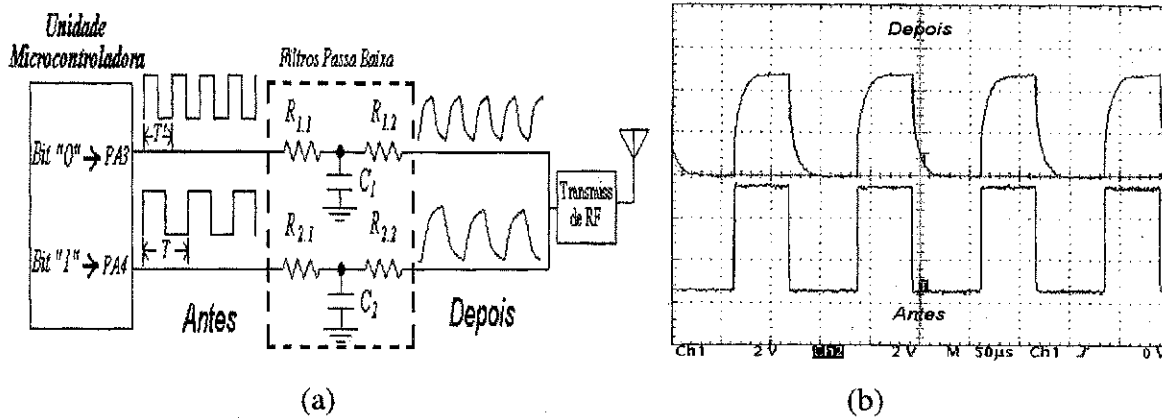 Unidade
Microcontroladora
Filtros Passa Baixa
R1.1
R1.2
T'
Bit "0" → PA3
C1
Transmiss
de RF
R2.1
R2.2
T
Bit "1" → PA4
C2
Antes
Depois
(a)
Depois
Antes
Ch1 2 V Ch2 2 V M 50µs Ch1 0 V
(b)